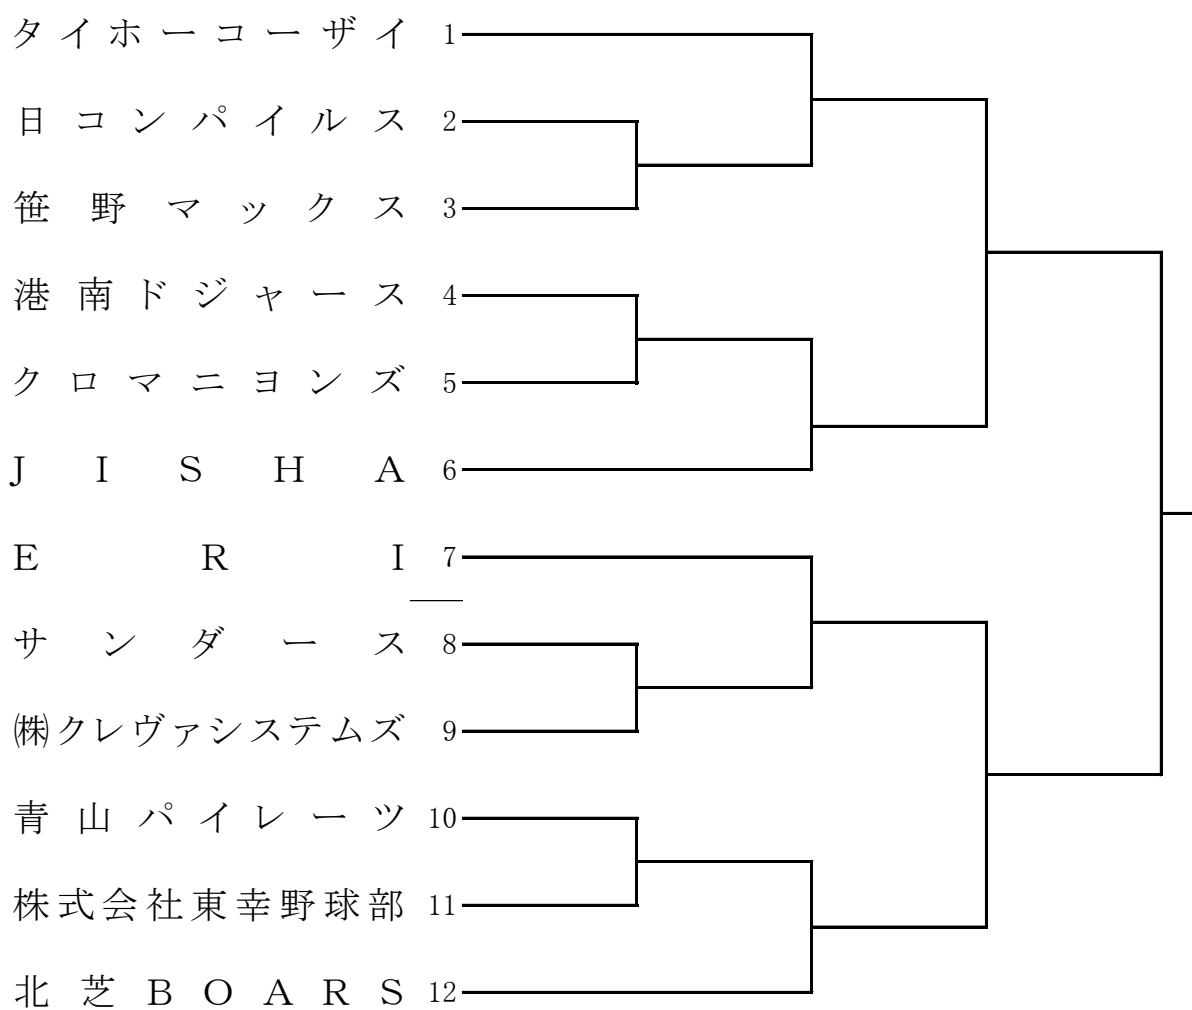 タイホーコーザイ 1
日コンパイルス 2
笹野マックス 3
港南ドジャース 4
クロマニヨンズ 5
JISHA 6
ERI 7
サンダース 8
㈱クレヴァシステムズ 9
青山パイレーツ 10
株式会社東幸野球部 11
北芝BOARS 12